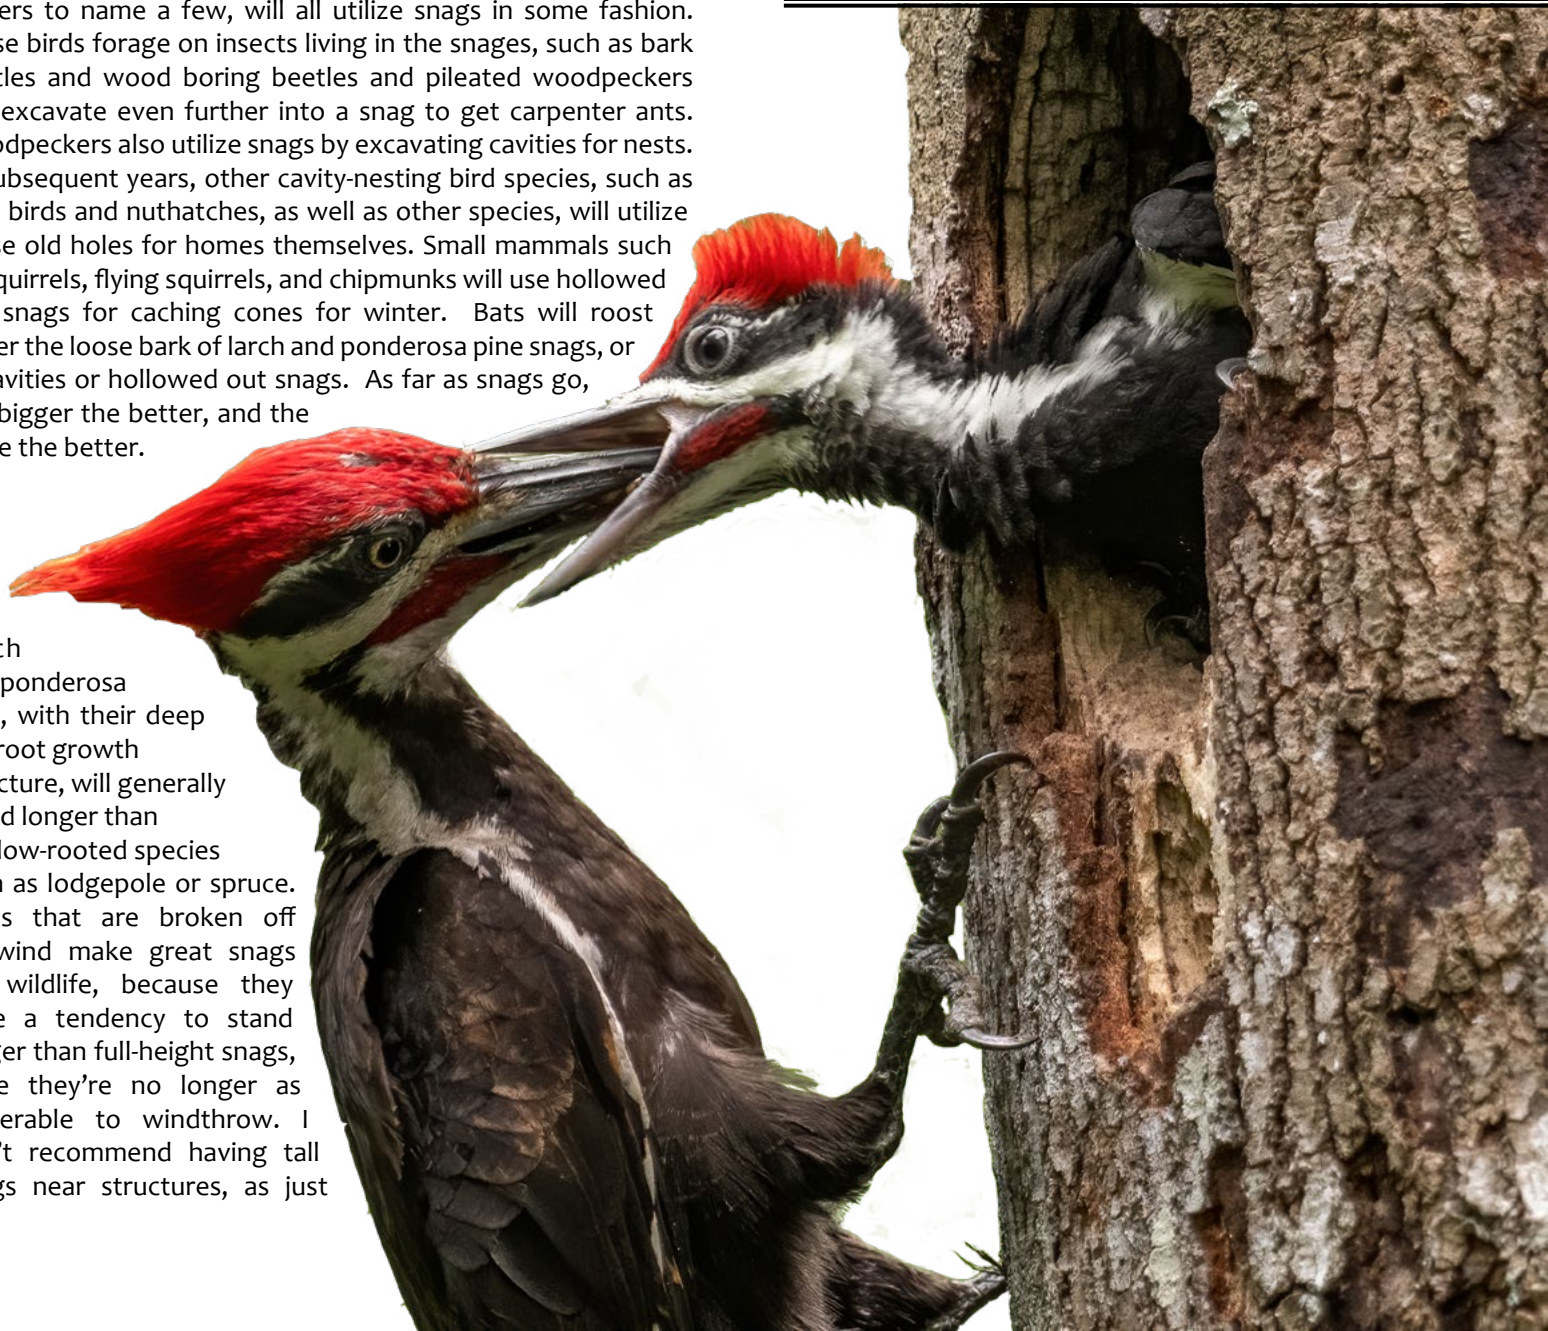 ers to name a few, will all utilize snags in some fashion.
se birds forage on insects living in the snages, such as bark
tles and wood boring beetles and pileated woodpeckers
excavate even further into a snag to get carpenter ants.
odpeckers also utilize snags by excavating cavities for nests.
ubsequent years, other cavity-nesting bird species, such as
birds and nuthatches, as well as other species, will utilize
se old holes for homes themselves. Small mammals such
quirrels, flying squirrels, and chipmunks will use hollowed
snags for caching cones for winter. Bats will roost
er the loose bark of larch and ponderosa pine snags, or
avities or hollowed out snags. As far as snags go,
bigger the better, and the
e the better.
ch
ponderosa
, with their deep
root growth
cture, will generally
d longer than
low-rooted species
h as lodgepole or spruce.
s that are broken off
wind make great snags
wildlife, because they
e a tendency to stand
ger than full-height snags,
e they’re no longer as
erable to windthrow. I
’t recommend having tall
gs near structures, as just